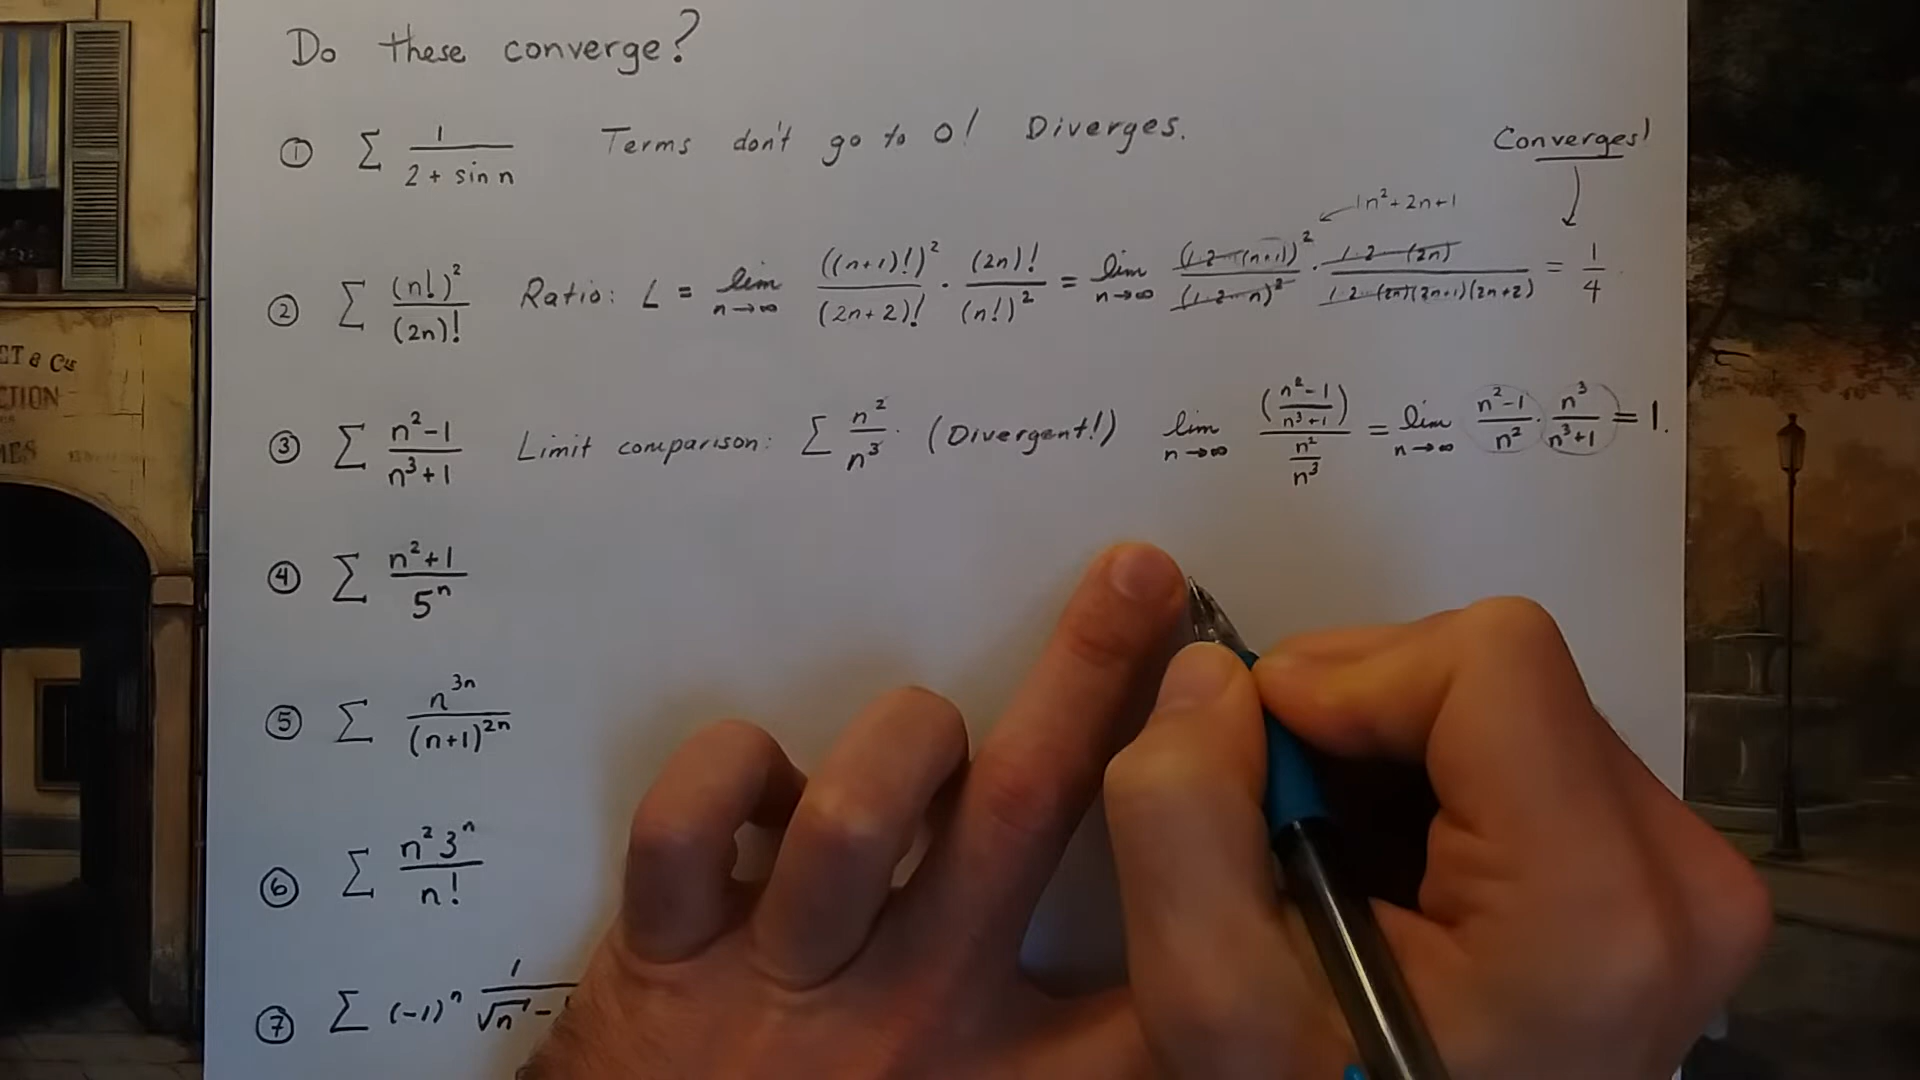 Do these converge?
① Σ 1/(2 + sin n) Terms don't go to 0! Diverges.
Converges!
1n² + 2n + 1
② Σ (n!)²/(2n)! Ratio: L = lim n→∞ ((n+1)!)²/(2n+2)! · (2n)!/(n!)² = lim n→∞ (1·2···(n+1))²/(1·2···n)² · 1·2···(2n)/1·2···(2n)(2n+1)(2n+2) = 1/4
③ Σ (n²-1)/(n³+1) Limit comparison: Σ n²/n³. (Divergent!) lim n→∞ ((n²-1)/(n³+1))/(n²/n³) = lim n→∞ (n²-1)/n² · n³/(n³+1) = 1.
④ Σ (n²+1)/5ⁿ
⑤ Σ n³ⁿ/(n+1)²ⁿ
⑥ Σ n²3ⁿ/n!
⑦ Σ (-1)ⁿ 1/(√n -